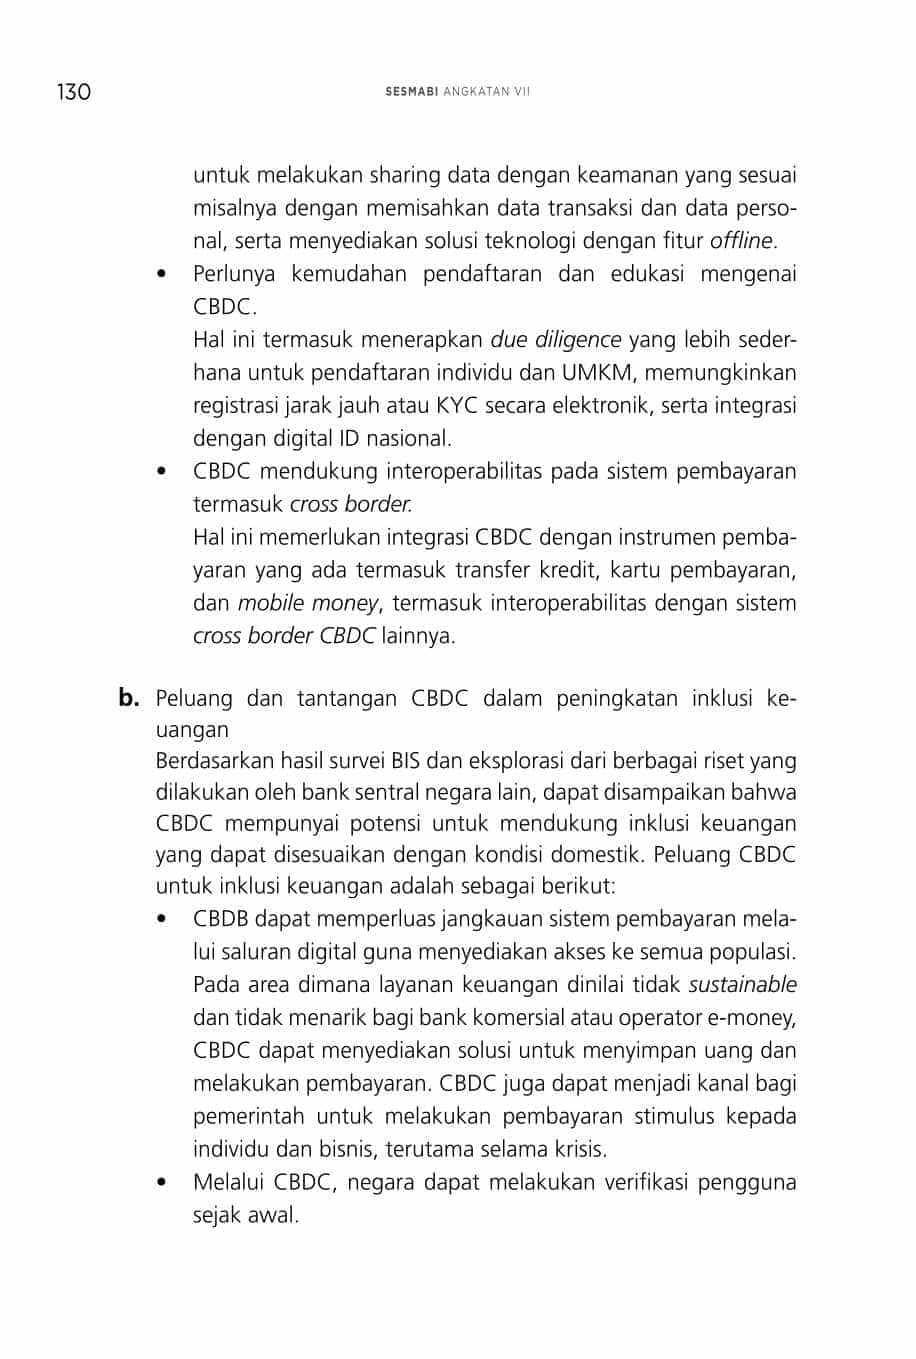 130
SESMABI ANGKATAN VII
untuk melakukan sharing data dengan keamanan yang sesuai
misalnya dengan memisahkan data transaksi dan data perso-
nal, serta menyediakan solusi teknologi dengan fitur offline.
• Perlunya kemudahan pendaftaran dan edukasi mengenai
CBDC.
Hal ini termasuk menerapkan due diligence yang lebih seder-
hana untuk pendaftaran individu dan UMKM, memungkinkan
registrasi jarak jauh atau KYC secara elektronik, serta integrasi
dengan digital ID nasional.
• CBDC mendukung interoperabilitas pada sistem pembayaran
termasuk cross border.
Hal ini memerlukan integrasi CBDC dengan instrumen pemba-
yaran yang ada termasuk transfer kredit, kartu pembayaran,
dan mobile money, termasuk interoperabilitas dengan sistem
cross border CBDC lainnya.
b. Peluang dan tantangan CBDC dalam peningkatan inklusi ke-
uangan
Berdasarkan hasil survei BIS dan eksplorasi dari berbagai riset yang
dilakukan oleh bank sentral negara lain, dapat disampaikan bahwa
CBDC mempunyai potensi untuk mendukung inklusi keuangan
yang dapat disesuaikan dengan kondisi domestik. Peluang CBDC
untuk inklusi keuangan adalah sebagai berikut:
• CBDB dapat memperluas jangkauan sistem pembayaran mela-
lui saluran digital guna menyediakan akses ke semua populasi.
Pada area dimana layanan keuangan dinilai tidak sustainable
dan tidak menarik bagi bank komersial atau operator e-money,
CBDC dapat menyediakan solusi untuk menyimpan uang dan
melakukan pembayaran. CBDC juga dapat menjadi kanal bagi
pemerintah untuk melakukan pembayaran stimulus kepada
individu dan bisnis, terutama selama krisis.
• Melalui CBDC, negara dapat melakukan verifikasi pengguna
sejak awal.